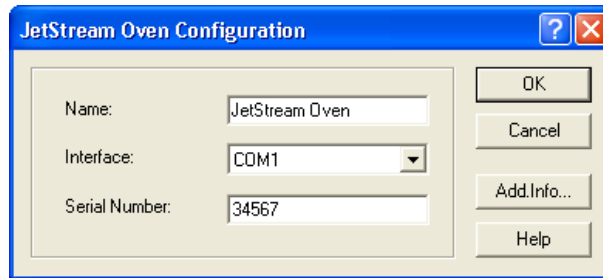 JetStream Oven Configuration
OK
Name: JetStream Oven
Cancel
Interface: COM1
Add.Info...
Serial Number: 34567
Help